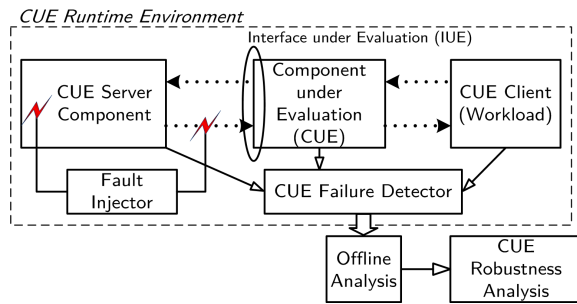 CUE Runtime Environment
Interface under Evaluation (IUE)
CUE Server
Component
Component
under
Evaluation
(CUE)
CUE Client
(Workload)
Fault
Injector
CUE Failure Detector
Offline
Analysis
CUE
Robustness
Analysis